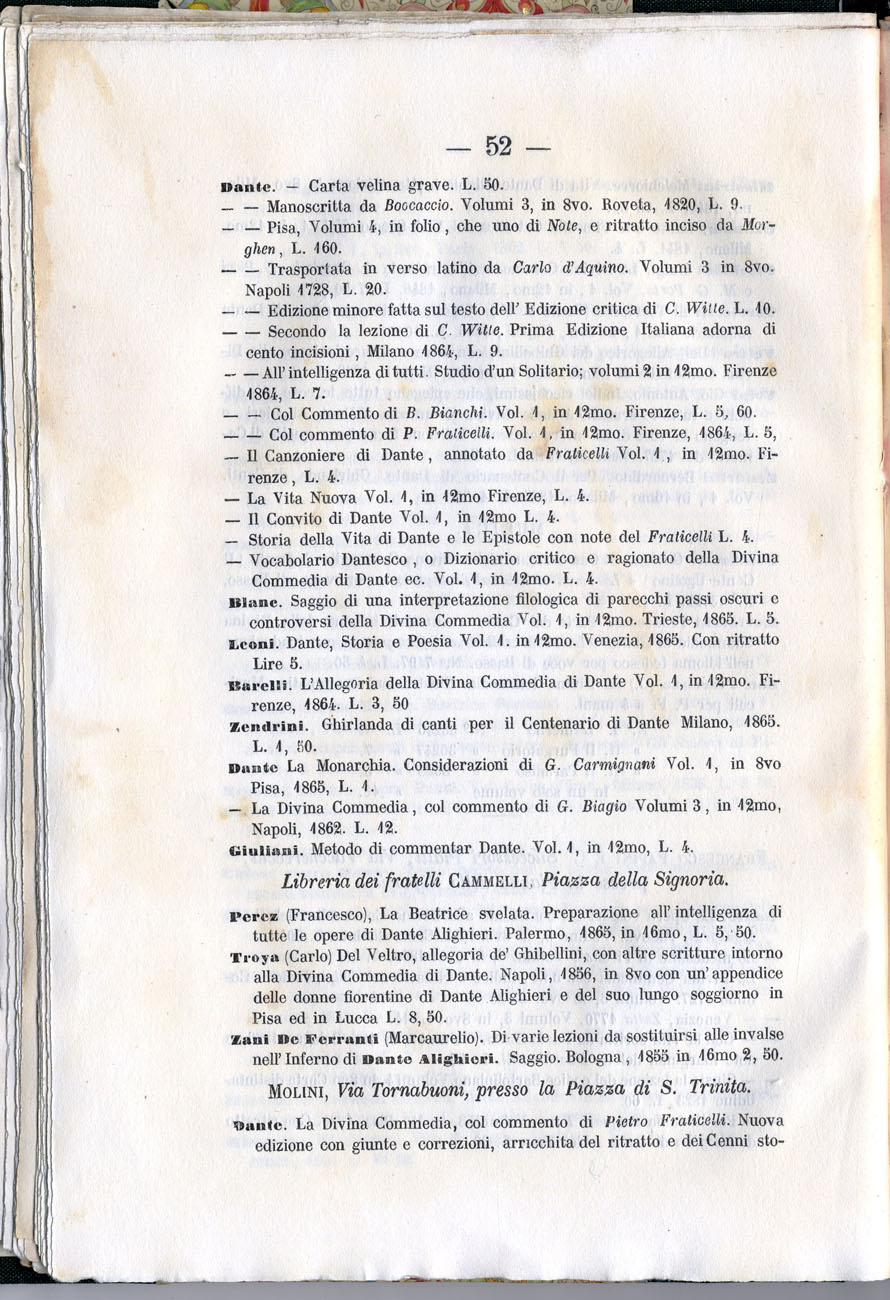 — 52 —
Dante. — Carta velina grave. L. 50.
— — Manoscritta da Boccaccio. Volumi 3, in 8vo. Roveta, 1820, L. 9.
— — Pisa, Volumi 4, in folio, che uno di Note, e ritratto inciso da Mor-
ghen, L. 160.
— — Trasportata in verso latino da Carlo d'Aquino. Volumi 3 in 8vo.
Napoli 1728, L. 20.
— — Edizione minore fatta sul testo dell' Edizione critica di C. Witte. L. 10.
— — Secondo la lezione di C. Witte. Prima Edizione Italiana adorna di
cento incisioni, Milano 1864, L. 9.
— — All' intelligenza di tutti. Studio d'un Solitario; volumi 2 in 12mo. Firenze
1864, L. 7.
— — Col Commento di B. Bianchi. Vol. 1, in 12mo. Firenze, L. 5, 60.
— — Col commento di P. Fraticelli. Vol. 1, in 12mo. Firenze, 1864, L. 5,
— Il Canzoniere di Dante, annotato da Fraticelli Vol. 1, in 12mo. Fi-
renze, L. 4.
— La Vita Nuova Vol. 1, in 12mo Firenze, L. 4.
— Il Convito di Dante Vol. 1, in 12mo L. 4.
— Storia della Vita di Dante e le Epistole con note del Fraticelli L. 4.
— Vocabolario Dantesco, o Dizionario critico e ragionato della Divina
Commedia di Dante ec. Vol. 1, in 12mo. L. 4.
Blanc. Saggio di una interpretazione filologica di parecchi passi oscuri e
controversi della Divina Commedia Vol. 1, in 12mo. Trieste, 1865. L. 5.
Leoni. Dante, Storia e Poesia Vol. 1. in 12mo. Venezia, 1865. Con ritratto
Lire 5.
Barelli. L'Allegoria della Divina Commedia di Dante Vol. 1, in 12mo. Fi-
renze, 1864. L. 3, 50
Zendrini. Ghirlanda di canti per il Centenario di Dante Milano, 1865.
L. 1, 50.
Dante La Monarchia. Considerazioni di G. Carmignani Vol. 1, in 8vo
Pisa, 1865, L. 1.
— La Divina Commedia, col commento di G. Biagio Volumi 3, in 12mo,
Napoli, 1862. L. 12.
Giuliani. Metodo di commentar Dante. Vol. 1, in 12mo, L. 4.
Libreria dei fratelli CAMMELLI, Piazza della Signoria.
Perez (Francesco), La Beatrice svelata. Preparazione all' intelligenza di
tutte le opere di Dante Alighieri. Palermo, 1865, in 16mo, L. 5, 50.
Troya (Carlo) Del Veltro, allegoria de' Ghibellini, con altre scritture intorno
alla Divina Commedia di Dante. Napoli, 1856, in 8vo con un' appendice
delle donne fiorentine di Dante Alighieri e del suo lungo soggiorno in
Pisa ed in Lucca L. 8, 50.
Zani De Ferranti (Marcaurelio). Di varie lezioni da sostituirsi alle invalse
nell' Inferno di Dante Alighieri. Saggio. Bologna, 1855 in 16mo 2, 50.
MOLINI, Via Tornabuoni, presso la Piazza di S. Trinita.
Dante. La Divina Commedia, col commento di Pietro Fraticelli. Nuova
edizione con giunte e correzioni, arricchita del ritratto e dei Cenni sto-